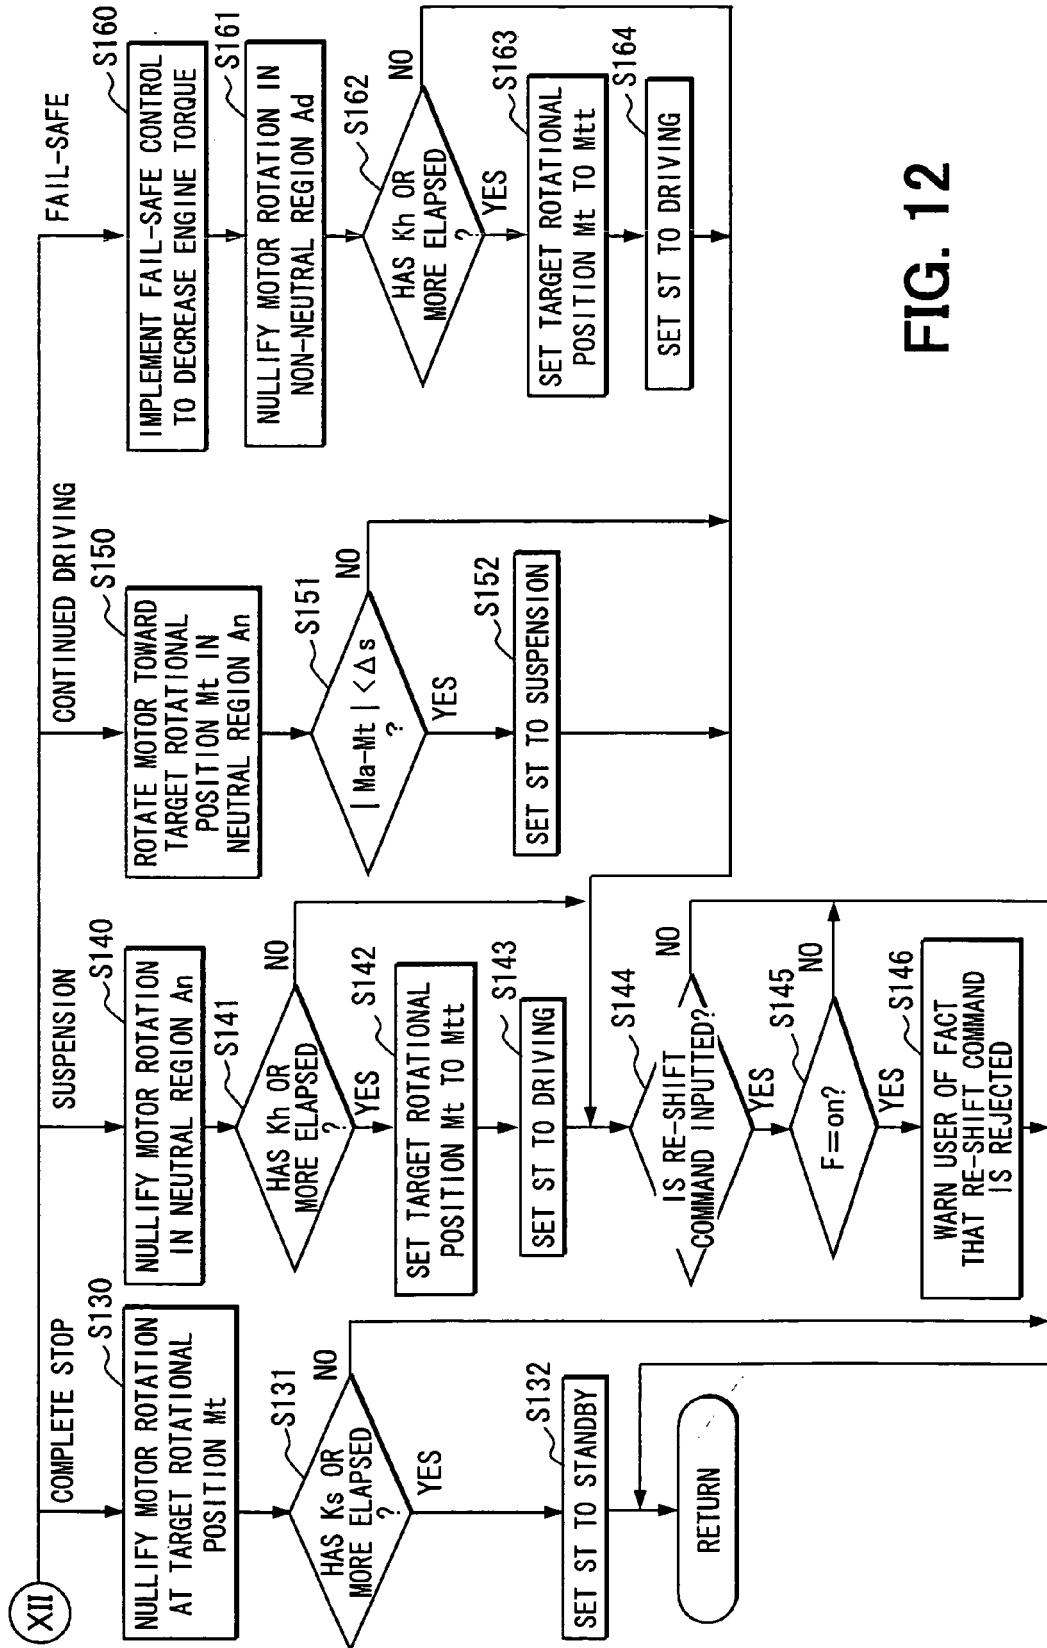 XII
COMPLETE STOP
S130
NULLIFY MOTOR ROTATION
AT TARGET ROTATIONAL
POSITION Mt
S131
HAS Ks OR
MORE ELAPSED
?
NO
YES
S132
SET ST TO STANDBY
RETURN
SUSPENSION
S140
NULLIFY MOTOR ROTATION
IN NEUTRAL REGION An
S141
HAS Kh OR
MORE ELAPSED
?
NO
YES
S142
SET TARGET ROTATIONAL
POSITION Mt TO Mtt
S143
SET ST TO DRIVING
S144
IS RE-SHIFT
COMMAND INPUTTED?
NO
YES
S145
F=on?
NO
YES
S146
WARN USER OF FACT
THAT RE-SHIFT COMMAND
IS REJECTED
CONTINUED DRIVING
S150
ROTATE MOTOR TOWARD
TARGET ROTATIONAL
POSITION Mt IN
NEUTRAL REGION An
S151
|Ma-Mt|<Δs
?
NO
YES
S152
SET ST TO SUSPENSION
FAIL-SAFE
S160
IMPLEMENT FAIL-SAFE CONTROL
TO DECREASE ENGINE TORQUE
S161
NULLIFY MOTOR ROTATION IN
NON-NEUTRAL REGION Ad
S162
HAS Kh OR
MORE ELAPSED
?
NO
YES
S163
SET TARGET ROTATIONAL
POSITION Mt TO Mtt
S164
SET ST TO DRIVING
FIG. 12